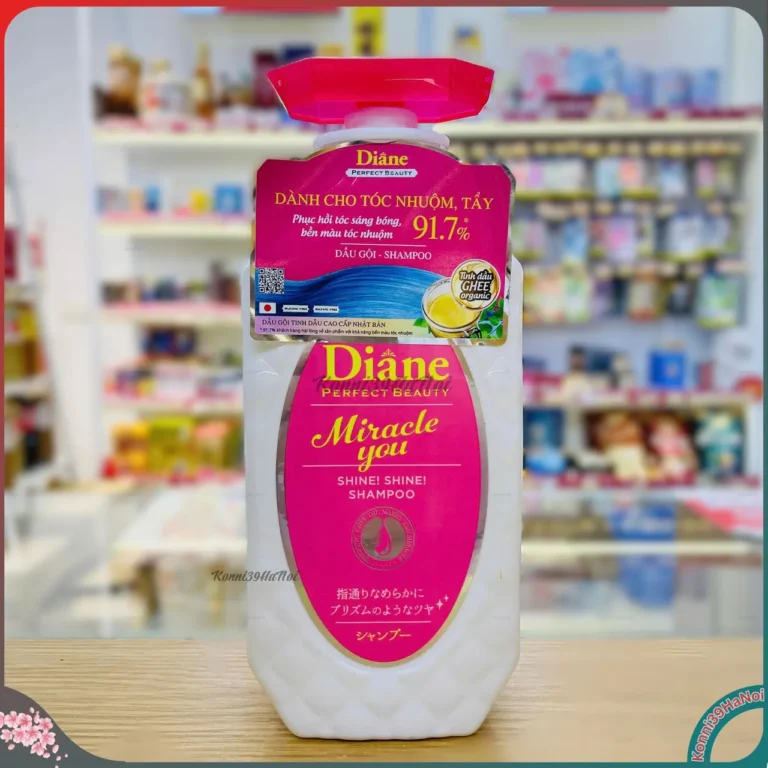 Diane
PERFECT BEAUTY
DÀNH CHO TÓC NHUỘM, TẨY
Phục hồi tóc sáng bóng,
bền màu tóc nhuộm
91.7%*
DẦU GỘI - SHAMPOO
Tinh dầu
GHEE
organic
DẦU GỘI TINH DẦU CAO CẤP NHẬT BẢN
Diane
Konni39HaNoi
PERFECT BEAUTY
Miracle
you
SHINE! SHINE!
SHAMPOO
Konni39HaNoi
指通りなめらかに
プリズムのようなツヤ
シャンプー
Konni39HaNoi